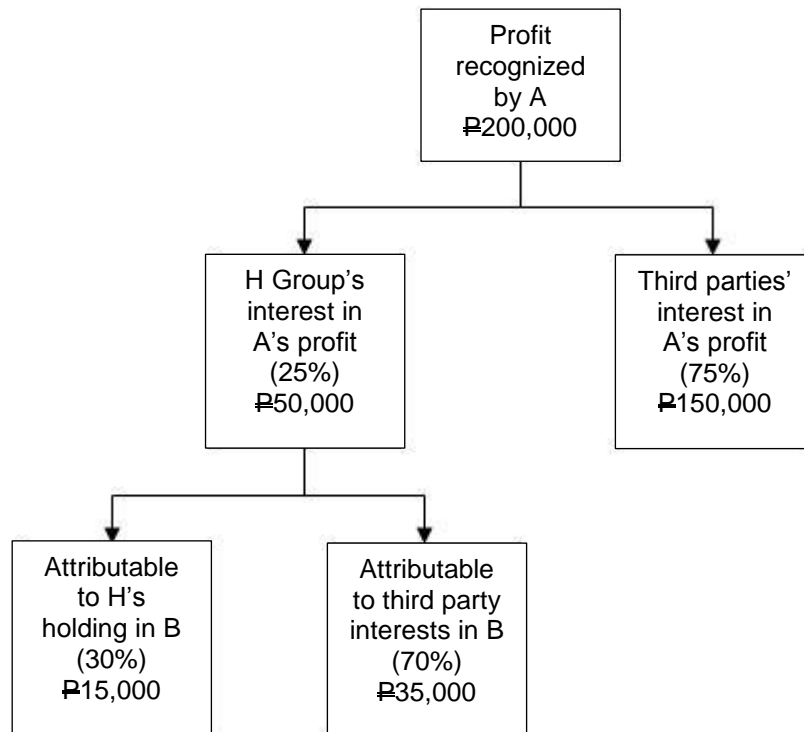 Profit
recognized
by A
₱200,000
H Group's
interest in
A's profit
(25%)
₱50,000
Third parties'
interest in
A's profit
(75%)
₱150,000
Attributable
to H's
holding in B
(30%)
₱15,000
Attributable
to third party
interests in B
(70%)
₱35,000